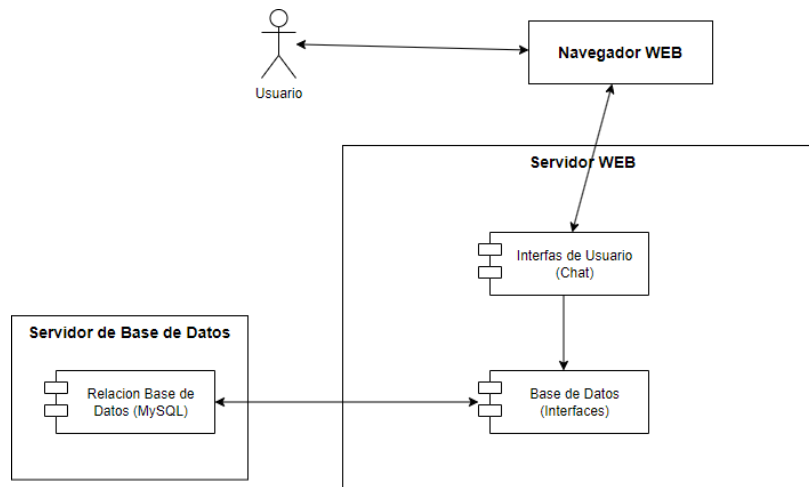 Usuario
Navegador WEB
Servidor WEB
Interfas de Usuario
(Chat)
Servidor de Base de Datos
Relacion Base de
Datos (MySQL)
Base de Datos
(Interfaces)